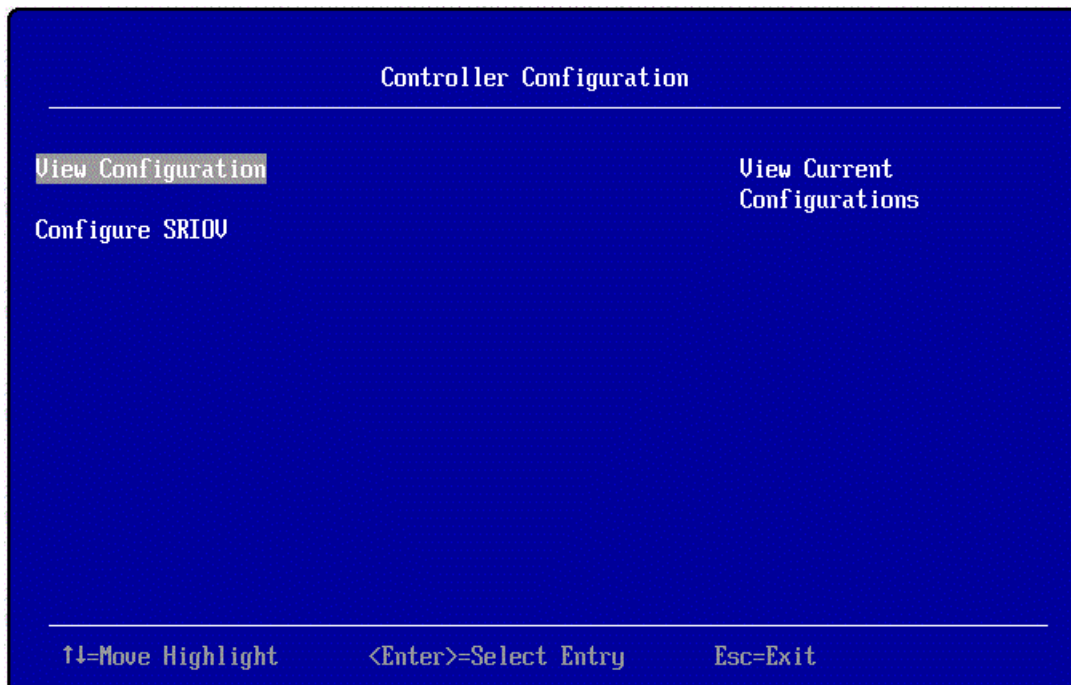 Controller Configuration
View Configuration
View Current
Configurations
Configure SRIOV
↑↓=Move Highlight <Enter>=Select Entry Esc=Exit